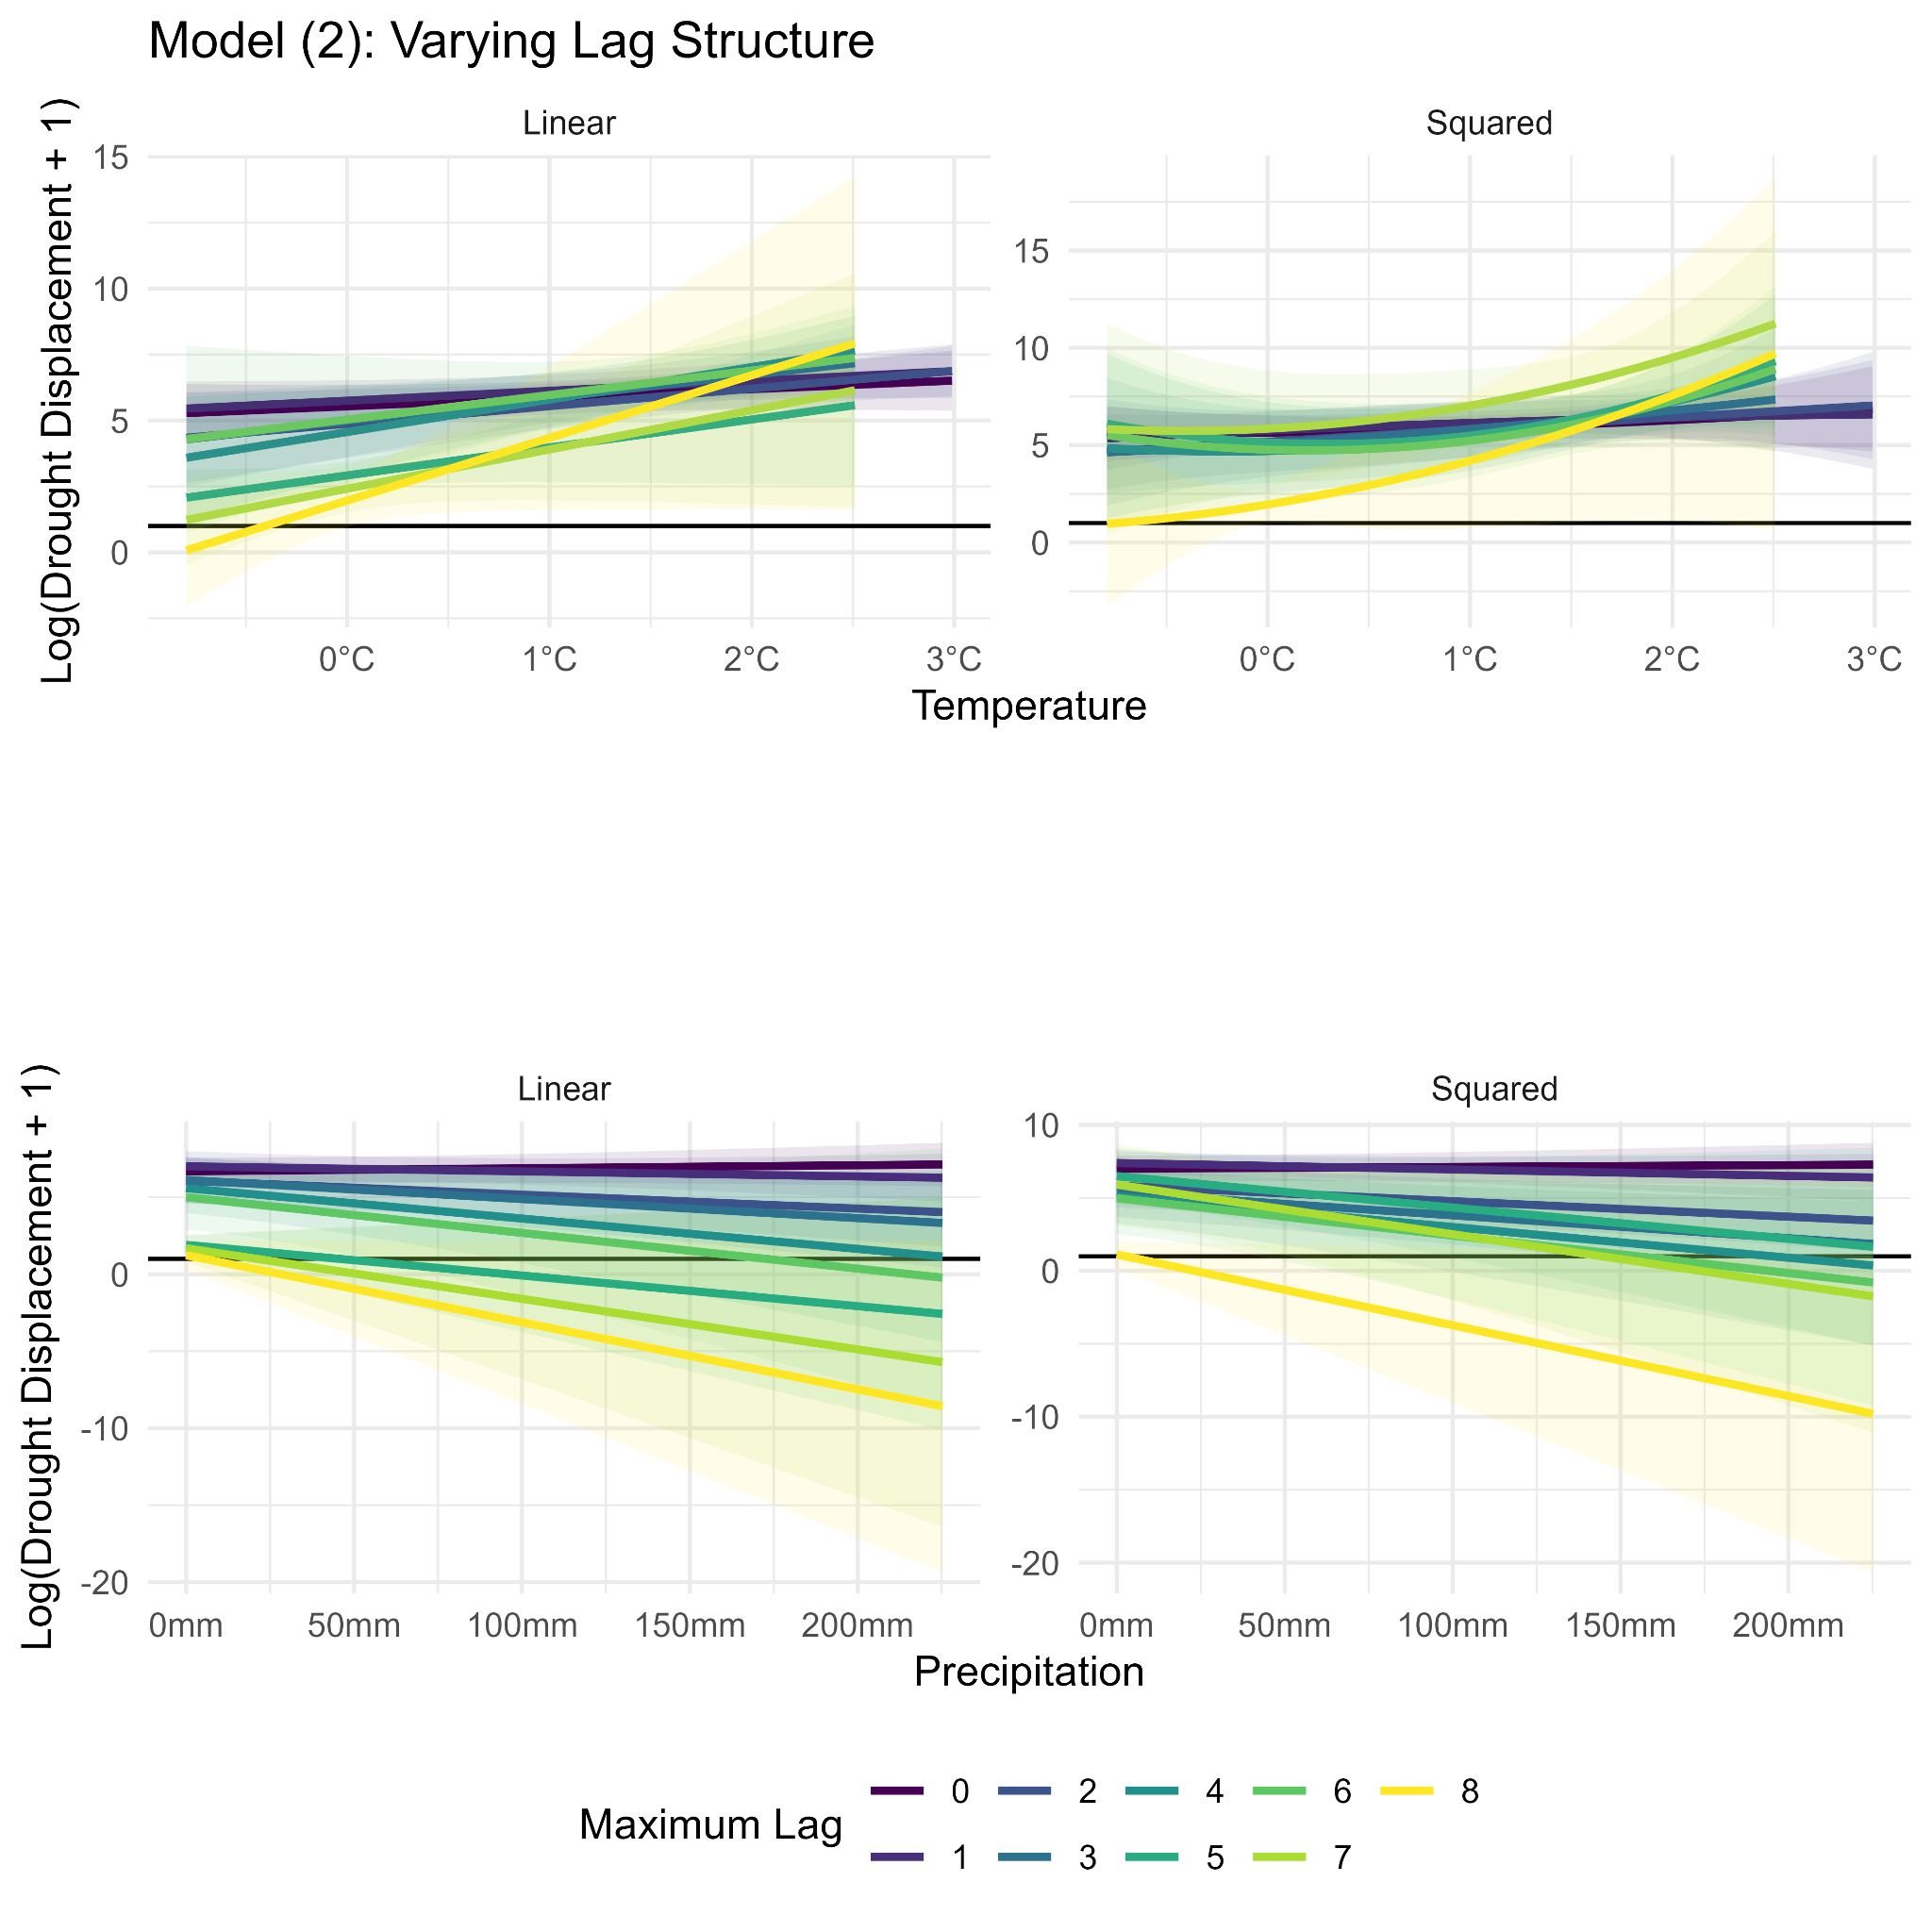 Model (2): Varying Lag Structure
Linear
Squared
Log(Drought Displacement + 1)
15
10
5
0
15
10
5
0
0°C
1°C
2°C
3°C
0°C
1°C
2°C
3°C
Temperature
Linear
Squared
Log(Drought Displacement + 1)
0
-10
-20
10
0
-10
-20
0mm
50mm
100mm
150mm
200mm
0mm
50mm
100mm
150mm
200mm
Precipitation
Maximum Lag
0
2
4
6
8
1
3
5
7